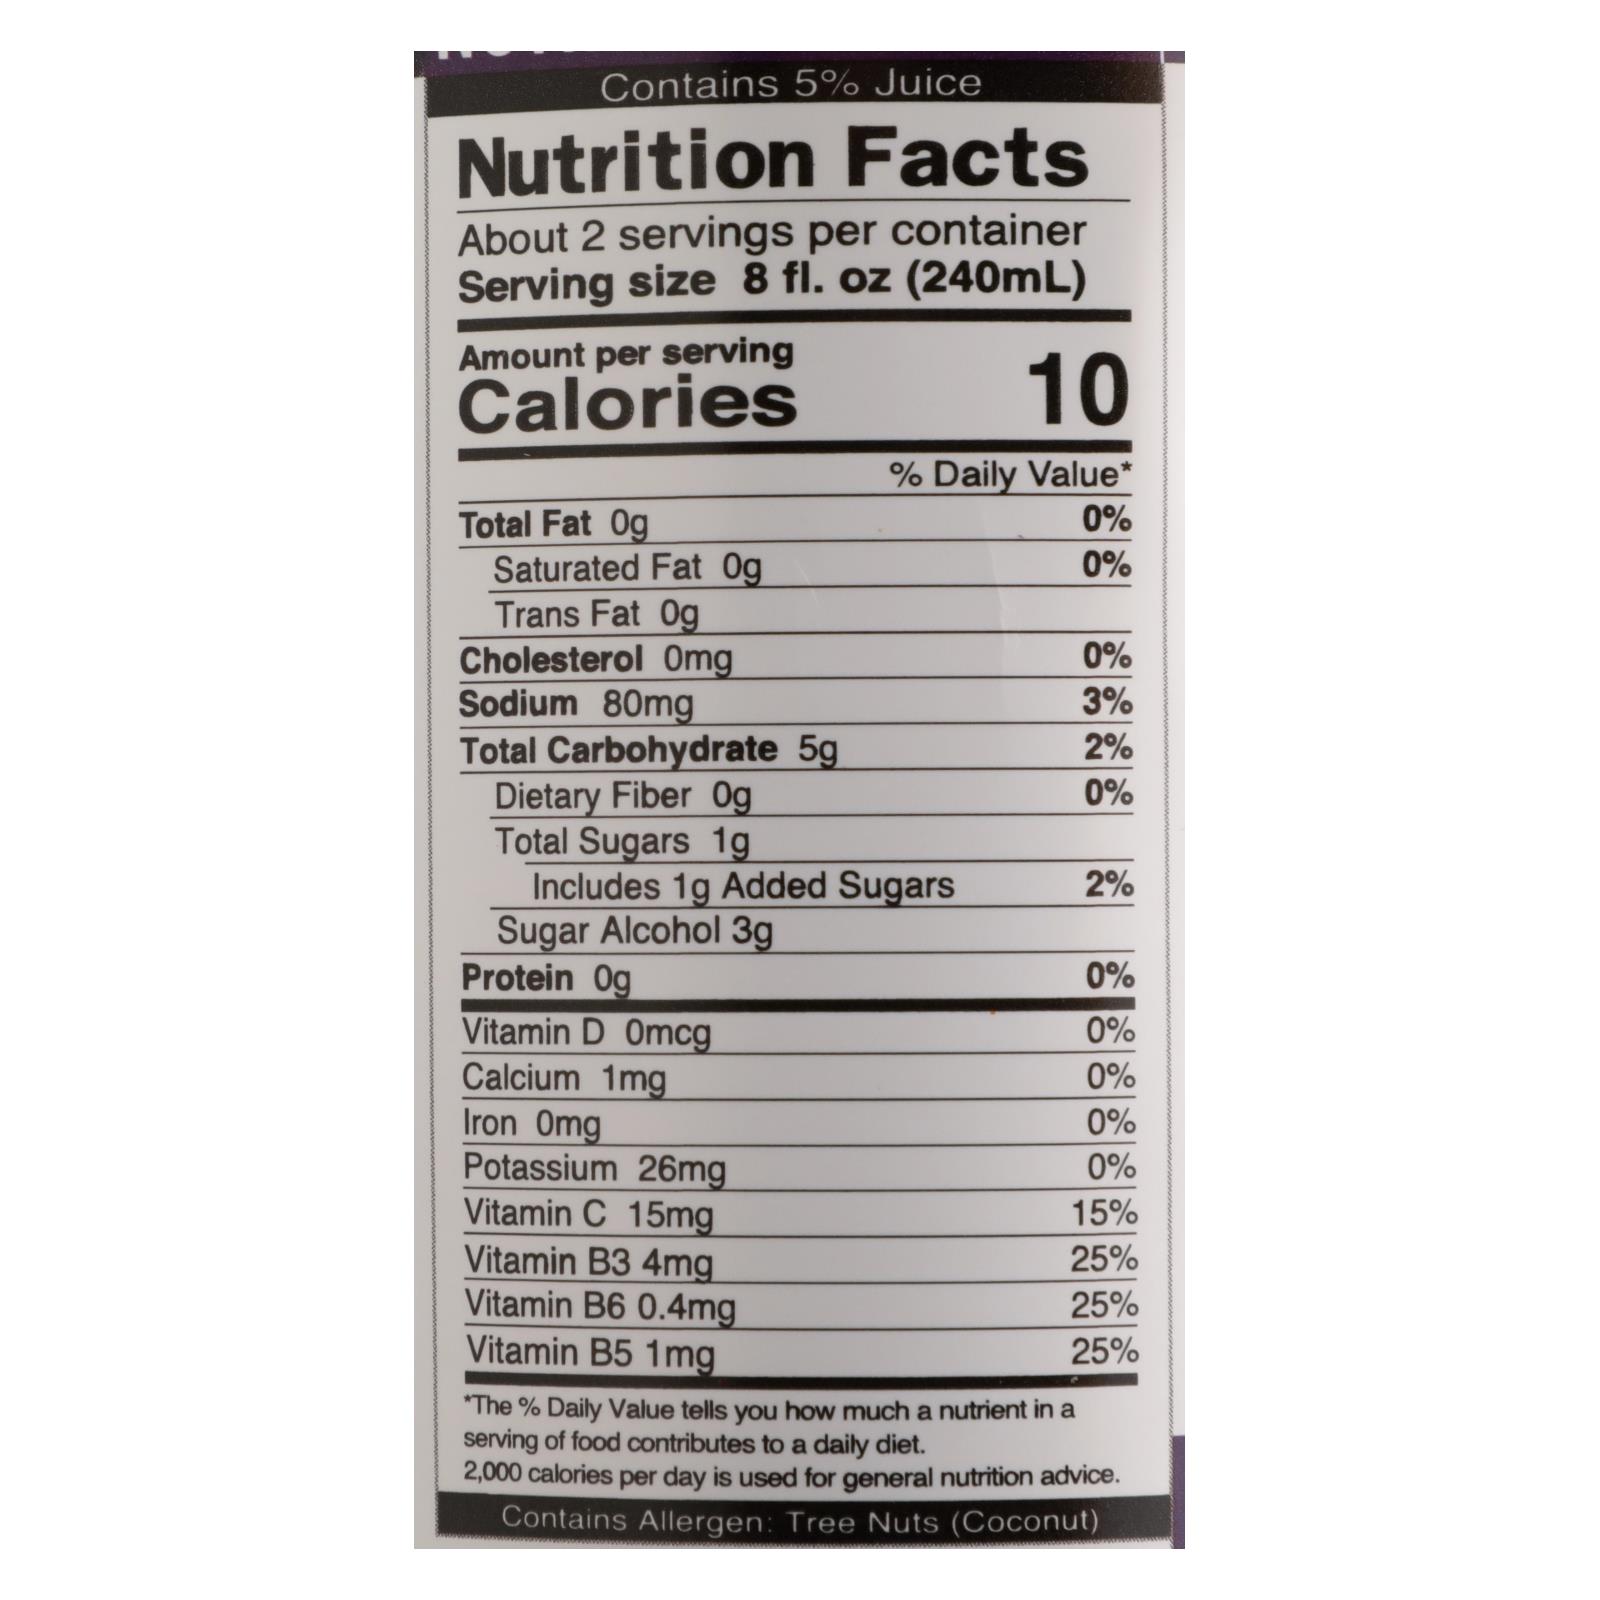 Contains 5% Juice
Nutrition Facts
About 2 servings per container
Serving size 8 fl. oz (240mL)
Amount per serving
Calories 10
% Daily Value*
Total Fat 0g 0%
Saturated Fat 0g 0%
Trans Fat 0g
Cholesterol 0mg 0%
Sodium 80mg 3%
Total Carbohydrate 5g 2%
Dietary Fiber 0g 0%
Total Sugars 1g
Includes 1g Added Sugars 2%
Sugar Alcohol 3g
Protein 0g 0%
Vitamin D 0mcg 0%
Calcium 1mg 0%
Iron 0mg 0%
Potassium 26mg 0%
Vitamin C 15mg 15%
Vitamin B3 4mg 25%
Vitamin B6 0.4mg 25%
Vitamin B5 1mg 25%
*The % Daily Value tells you how much a nutrient in a
serving of food contributes to a daily diet.
2,000 calories per day is used for general nutrition advice.
Contains Allergen: Tree Nuts (Coconut)